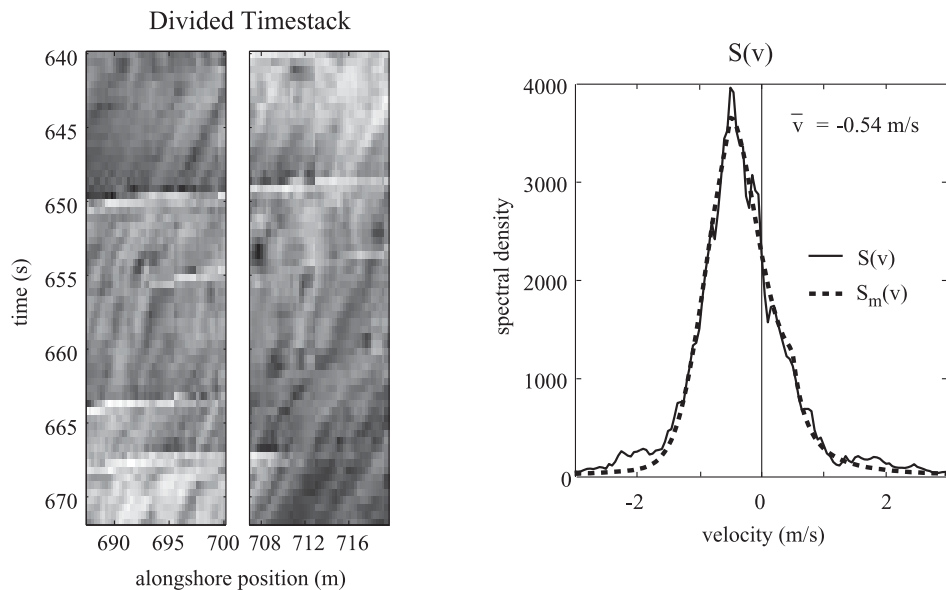 Divided Timestack
640
645
650
655
660
665
670
time (s)
690 695 700
708 712 716
alongshore position (m)
S(v)
4000
3000
2000
1000
0
spectral density
v̅ = -0.54 m/s
S(v)
Sm(v)
-2 0 2
velocity (m/s)